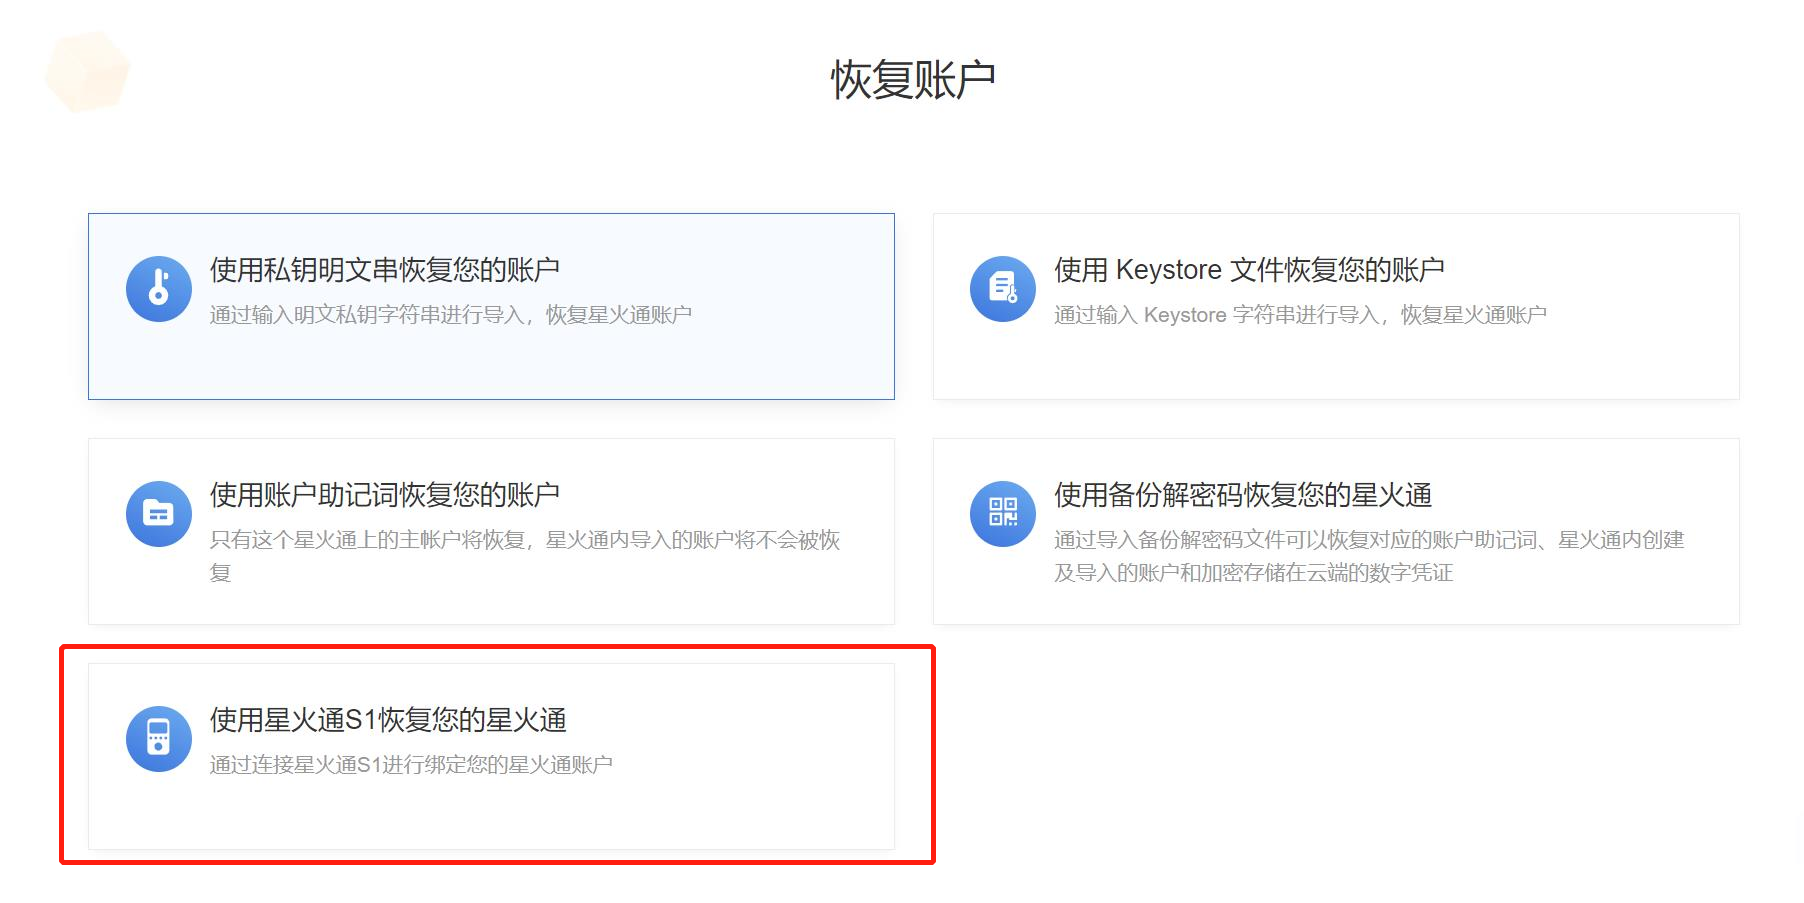 恢复账户
使用私钥明文串恢复您的账户
通过输入明文私钥字符串进行导入，恢复星火通账户
使用 Keystore 文件恢复您的账户
通过输入 Keystore 字符串进行导入，恢复星火通账户
使用账户助记词恢复您的账户
只有这个星火通上的主帐户将恢复，星火通内导入的账户将不会被恢
复
使用备份解密码恢复您的星火通
通过导入备份解密码文件可以恢复对应的账户助记词、星火通内创建
及导入的账户和加密存储在云端的数字凭证
使用星火通S1恢复您的星火通
通过连接星火通S1进行绑定您的星火通账户